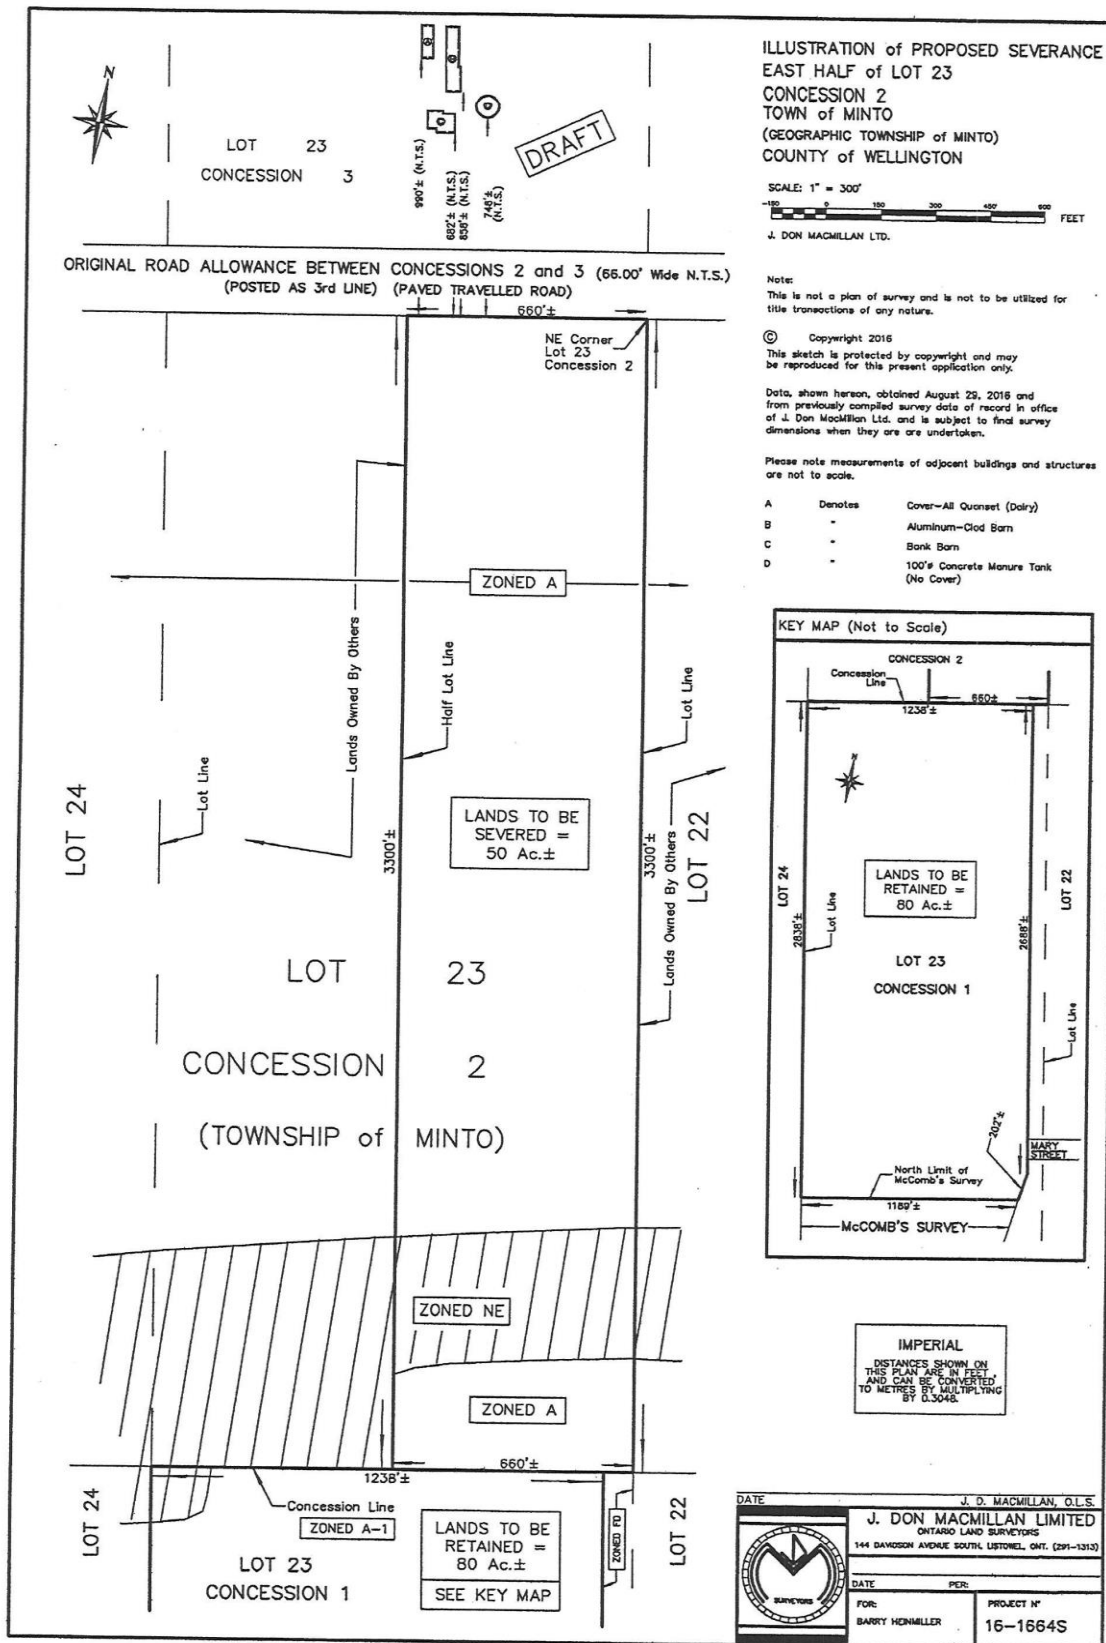 ILLUSTRATION of PROPOSED SEVERANCE
EAST HALF of LOT 23
CONCESSION 2
TOWN of MINTO
(GEOGRAPHIC TOWNSHIP of MINTO)
COUNTY of WELLINGTON
SCALE: 1" = 300'
-150 0 150 300 450 600
FEET
J. DON MACMILLAN LTD.
Note:
This is not a plan of survey and is not to be utilized for
title transactions of any nature.
© Copyright 2016
This sketch is protected by copyright and may
be reproduced for this present application only.
Data, shown hereon, obtained August 29, 2016 and
from previously compiled survey data of record in office
of J. Don MacMillan Ltd. and is subject to final survey
dimensions when they are are undertaken.
Please note measurements of adjacent buildings and structures
are not to scale.
A Denotes Cover-All Quonset (Dairy)
B " Aluminum-Clad Barn
C " Bank Barn
D " 100'ø Concrete Manure Tank
(No Cover)
N
LOT 23
CONCESSION 3
DRAFT
990'± (N.T.S.)
682'± (N.T.S.)
858'± (N.T.S.)
748'±
(N.T.S.)
ORIGINAL ROAD ALLOWANCE BETWEEN CONCESSIONS 2 and 3 (66.00' Wide N.T.S.)
(POSTED AS 3rd LINE) (PAVED TRAVELLED ROAD)
660'±
NE Corner
Lot 23
Concession 2
ZONED A
Lands Owned By Others
Half Lot Line
Lot Line
Lot Line
LOT 24
LANDS TO BE
SEVERED =
50 Ac.±
3300'±
3300'±
Lands Owned By Others
LOT 22
LOT 23
CONCESSION 2
(TOWNSHIP of MINTO)
ZONED NE
ZONED A
660'±
1238'±
Concession Line
ZONED A-1
LOT 24
LOT 23
CONCESSION 1
LANDS TO BE
RETAINED =
80 Ac.±
SEE KEY MAP
ZONED FD
LOT 22
KEY MAP (Not to Scale)
CONCESSION 2
Concession
Line
660±
1238'±
N
LOT 24
LANDS TO BE
RETAINED =
80 Ac.±
LOT 22
2838'±
Lot Line
2688'±
LOT 23
CONCESSION 1
Lot Line
202'±
MARY
STREET
North Limit of
McComb's Survey
1189'±
McCOMB'S SURVEY
IMPERIAL
DISTANCES SHOWN ON
THIS PLAN ARE IN FEET
AND CAN BE CONVERTED
TO METRES BY MULTIPLYING
BY 0.3048.
DATE J. D. MACMILLAN, O.L.S.
J. DON MACMILLAN LIMITED
ONTARIO LAND SURVEYORS
144 DAVIDSON AVENUE SOUTH, LISTOWEL, ONT. (291-1313)
SURVEYORS
DATE PER:
FOR: PROJECT Nº
BARRY HEINMILLER 16-1664S